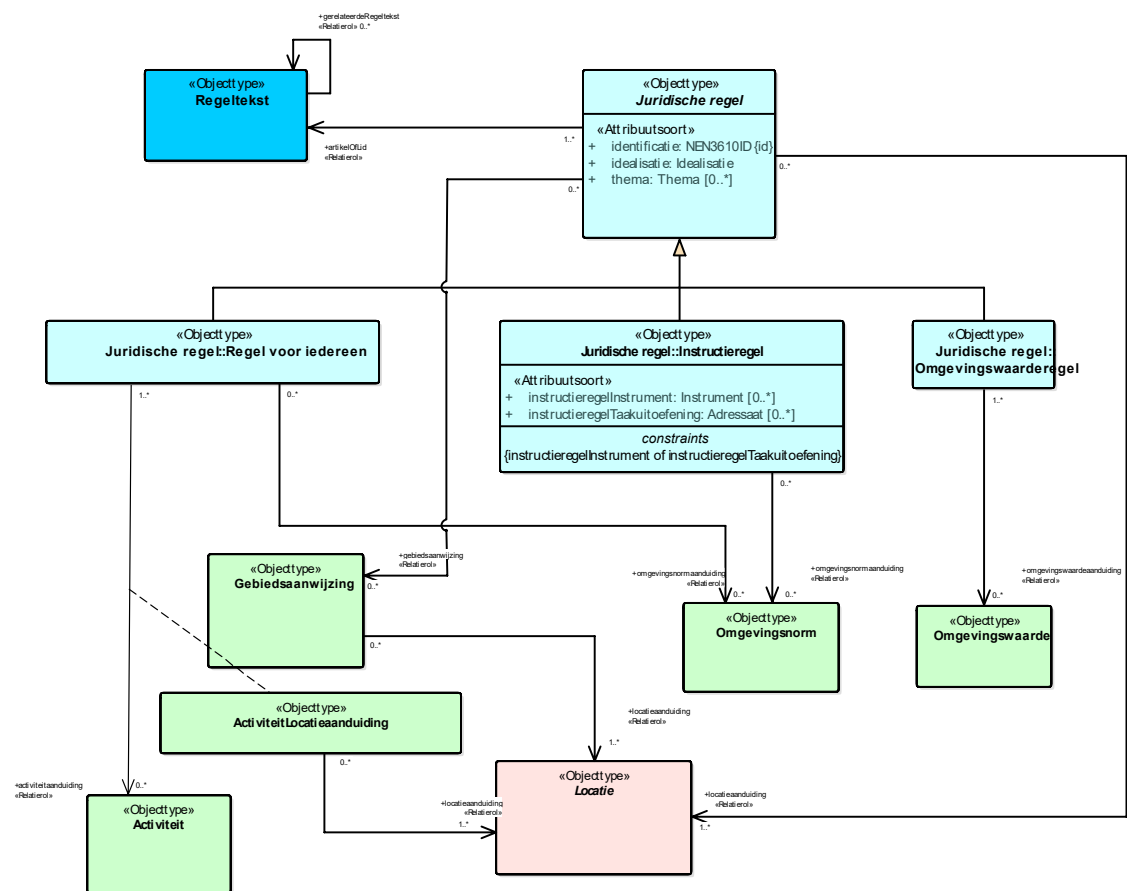 +gerelateerdeRegeltekst
«Relatierol» 0..*
«Objecttype»
Regeltekst
«Objecttype»
Juridische regel
«Attribuutsoort»
+ identificatie: NEN3610ID {id}
+ idealisatie: Idealisatie
+ thema: Thema [0..*]
1..*
+artikelOfLid
«Relatierol»
0..*
0..*
«Objecttype»
Juridische regel::Regel voor iedereen
1..*
0..*
«Objecttype»
Juridische regel::Instructieregel
«Attribuutsoort»
+ instructieregelInstrument: Instrument [0..*]
+ instructieregelTaakuitoefening: Adressaat [0..*]
constraints
{instructieregelInstrument of instructieregelTaakuitoefening}
0..*
«Objecttype»
Juridische regel::
Omgevingswaarderegel
1..*
+gebiedsaanwijzing
«Relatierol»
0..*
«Objecttype»
Gebiedsaanwijzing
0..*
+omgevingsnormaanduiding
«Relatierol»
0..*
+omgevingsnormaanduiding
«Relatierol»
0..*
+omgevingswaardeaanduiding
«Relatierol»
0..*
«Objecttype»
Omgevingsnorm
«Objecttype»
Omgevingswaarde
«Objecttype»
ActiviteitLocatieaanduiding
0..*
+locatieaanduiding
«Relatierol»
1..*
+activiteitaanduiding
«Relatierol»
0..*
«Objecttype»
Activiteit
+locatieaanduiding
«Relatierol»
1..*
«Objecttype»
Locatie
+locatieaanduiding
«Relatierol»
1..*